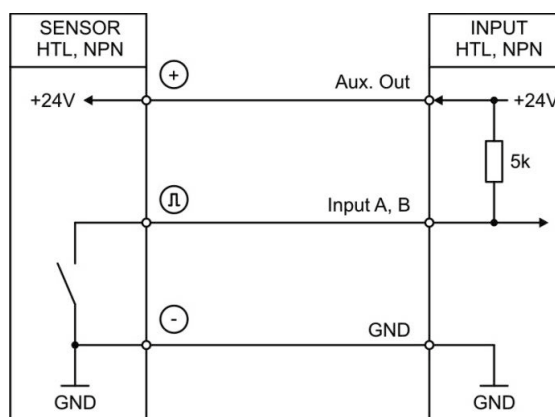 SENSOR
HTL, NPN
INPUT
HTL, NPN
+
Aux. Out
+24V
+24V
5k
Input A, B
-
GND
GND
GND